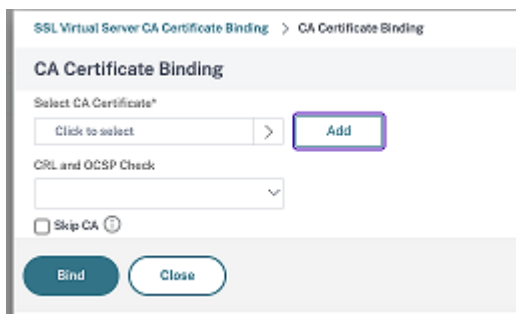 SSL Virtual Server CA Certificate Binding > CA Certificate Binding
CA Certificate Binding
Select CA Certificate*
Click to select > Add
CRL and OCSP Check
Skip CA
Bind Close